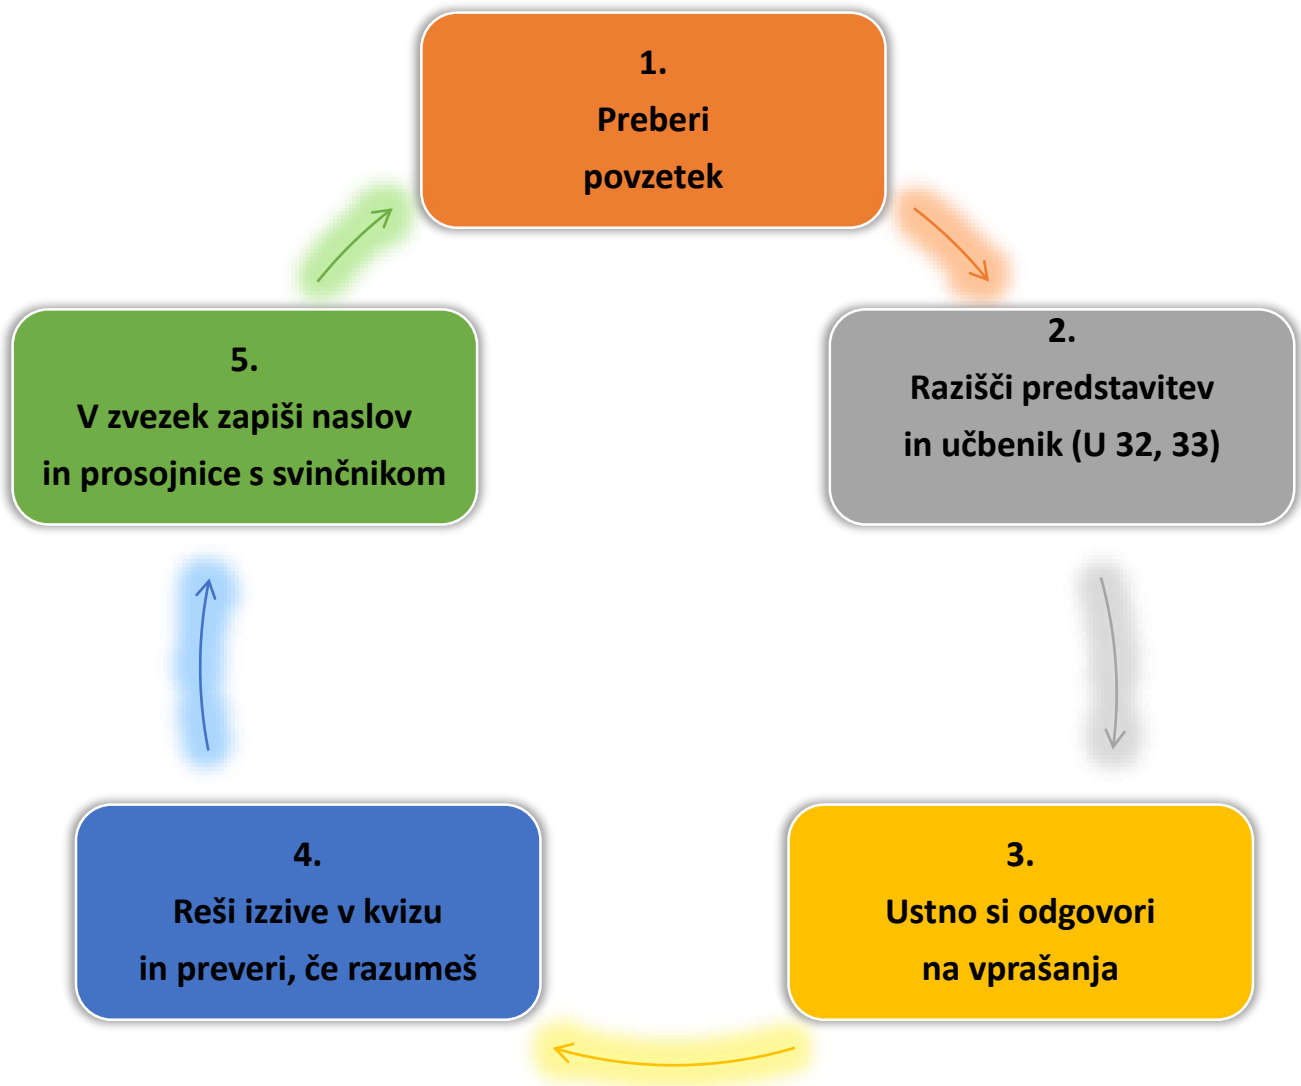 1.
Preberi
povzetek
2.
Razišči predstavitev
in učbenik (U 32, 33)
3.
Ustno si odgovori
na vprašanja
4.
Reši izzive v kvizu
in preveri, če razumeš
5.
V zvezek zapiši naslov
in prosojnice s svinčnikom